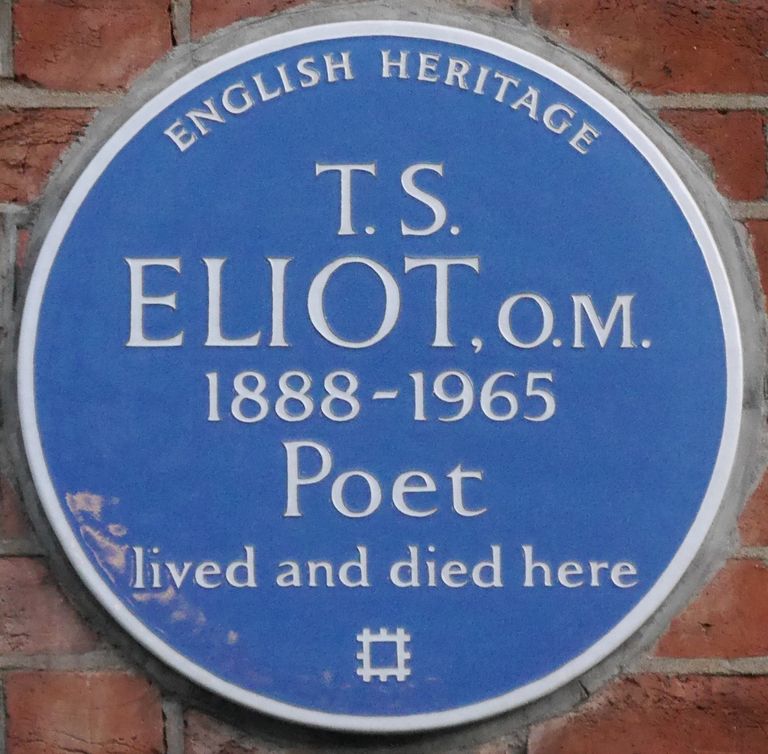 ENGLISH HERITAGE
T. S.
ELIOT, O.M.
1888-1965
Poet
lived and died here